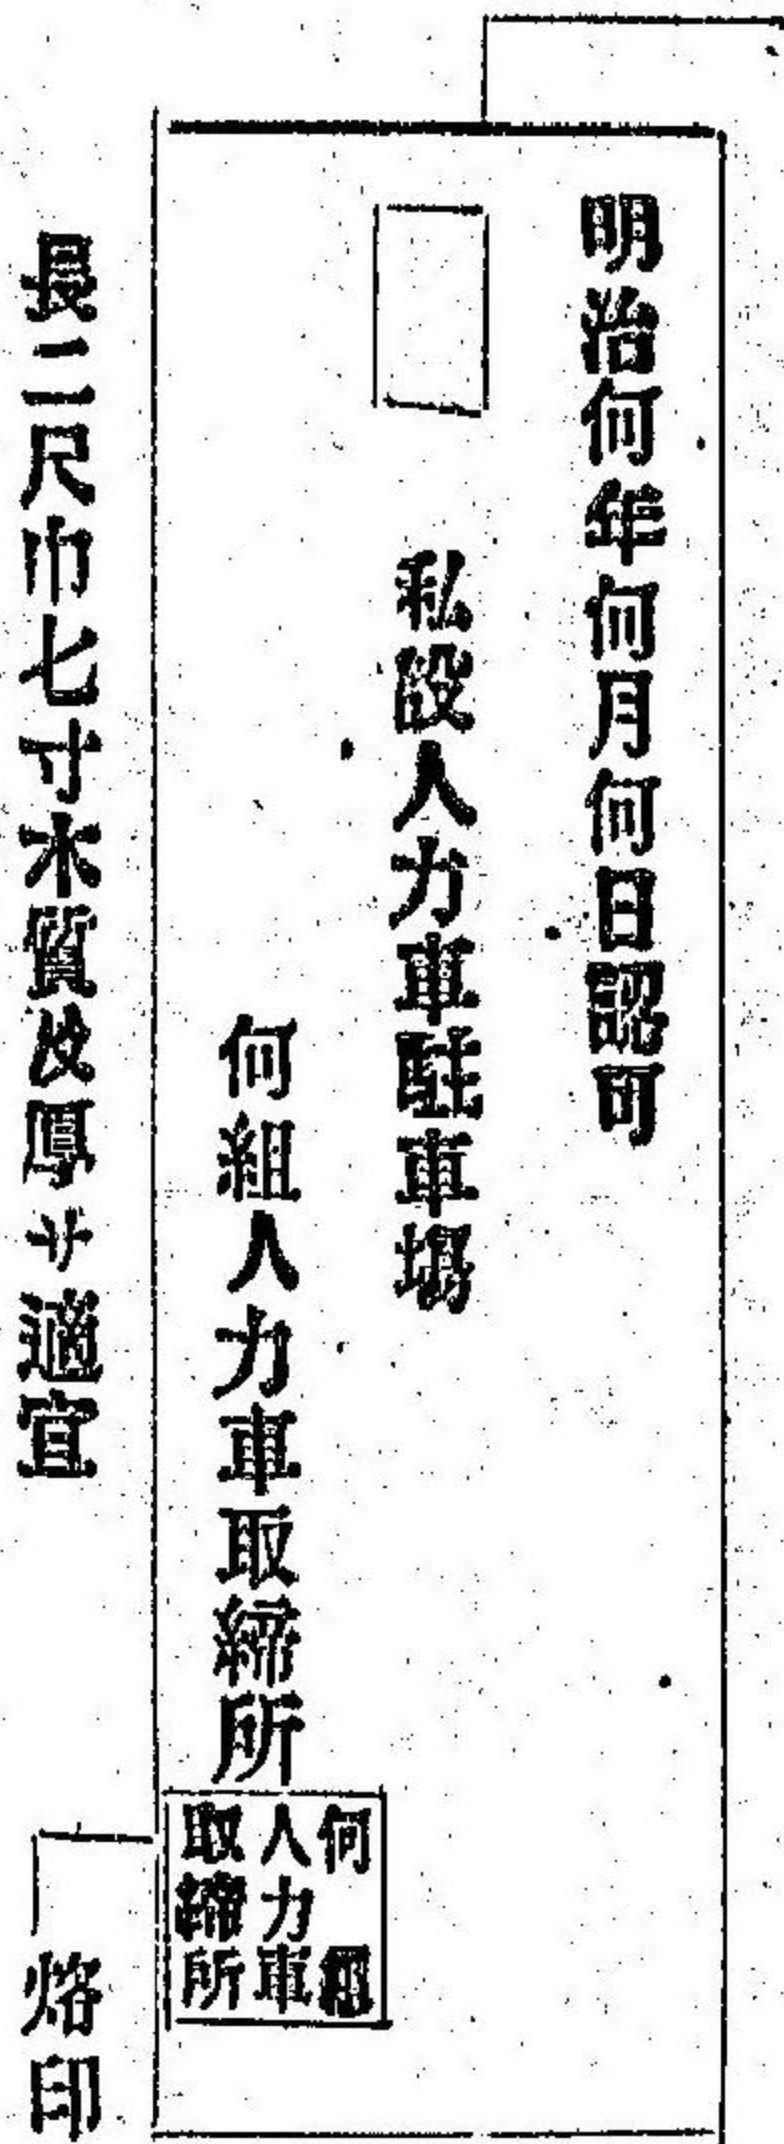 明治何年何月何日認可
私設人力車駐車場
何組人力車取締所
何組
人力車
取締所
長二尺巾七寸木質及厚サ適宜
烙印